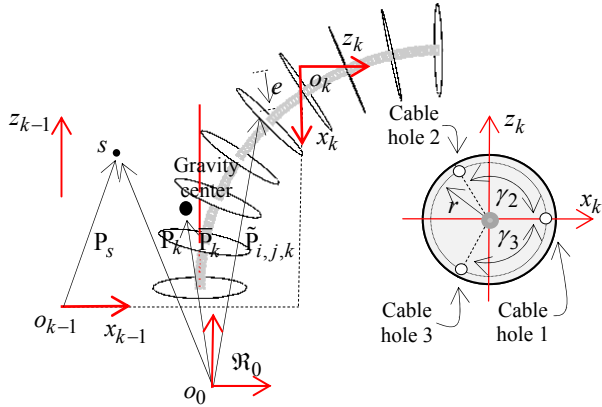 z_k
o_k
e
x_k
z_{k−1}
s
Gravity
center
P_s
P_k
P̄_k
P̃_{i,j,k}
o_{k−1}
x_{k−1}
ℜ_0
o_0
Cable
hole 2
z_k
γ_2
x_k
r
γ_3
Cable
hole 3
Cable
hole 1